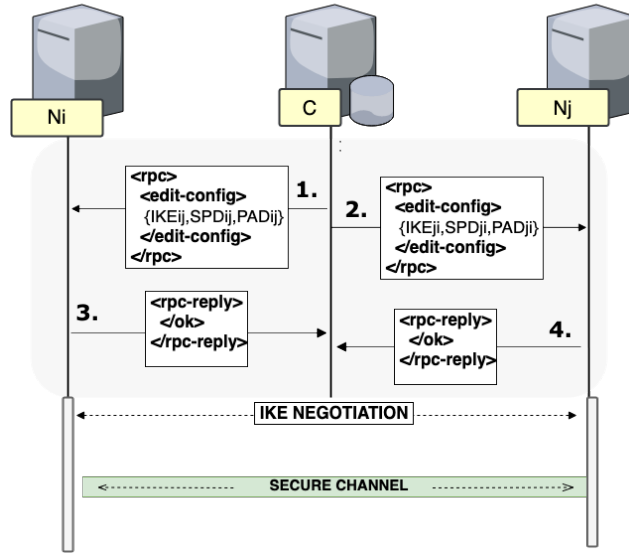 Ni
C
Nj
:
1.
<rpc>
<edit-config>
{IKEij,SPDij,PADij}
</edit-config>
</rpc>
2.
<rpc>
<edit-config>
{IKEji,SPDji,PADji}
</edit-config>
</rpc>
3.
<rpc-reply>
</ok>
</rpc-reply>
4.
<rpc-reply>
</ok>
</rpc-reply>
IKE NEGOTIATION
SECURE CHANNEL